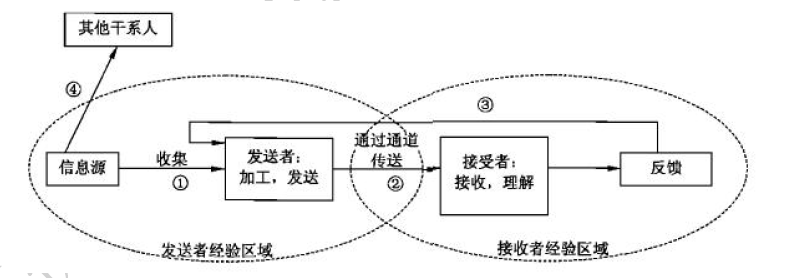 其他干系人
④
③
通过通道
传送
信息源
收集
①
发送者：
加工，发送
②
接受者：
接收，理解
反馈
发送者经验区域
接收者经验区域